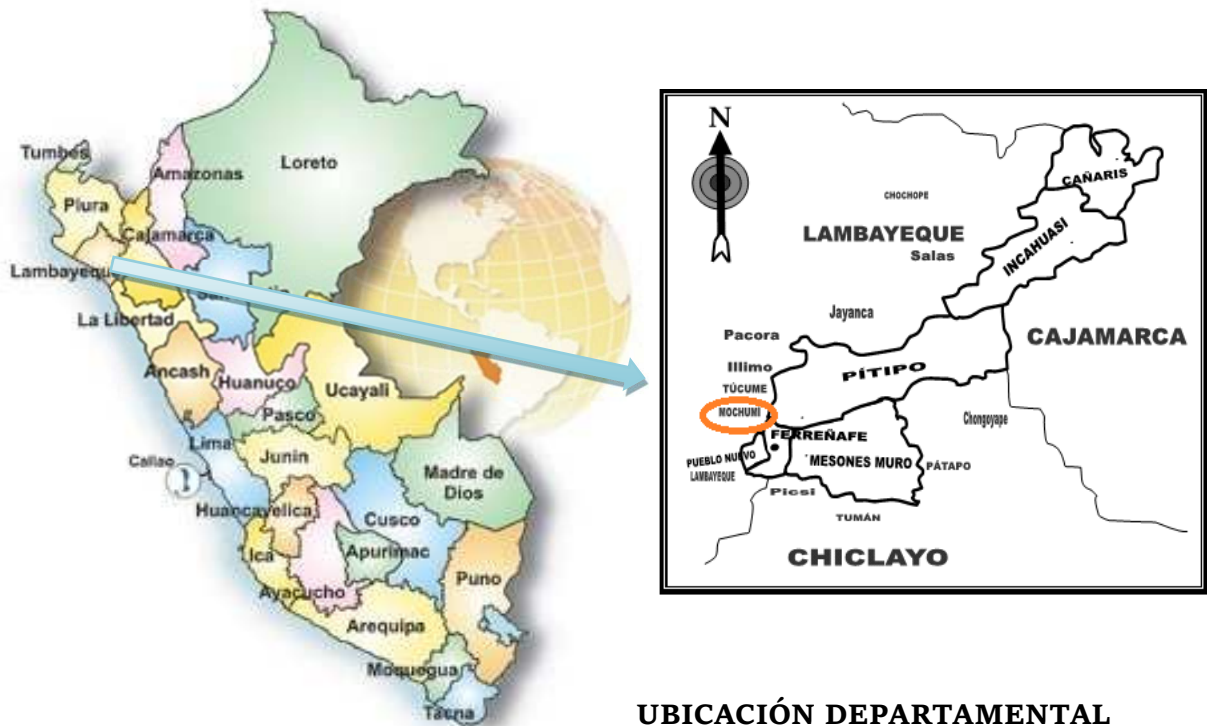 Tumbes
Piura
Lambayeque
Amazonas
Cajamarca
Loreto
San
La Libertad
Ancash
Huanuco
Ucayali
Pasco
Lima
Callao
Junin
Madre de
Dios
Huancavelica
Cusco
Ica
Apurimac
Ayacucho
Puno
Arequipa
Moquegua
Tacna
N
CAÑARIS
CHOCHOPE
LAMBAYEQUE
Salas
INCAHUASI
Jayanca
Pacora
CAJAMARCA
Illimo
PÍTIPO
TÚCUME
MOCHUMI
Chongoyape
FERREÑAFE
PUEBLO NUEVO
MESONES MURO
PÁTAPO
LAMBAYEQUE
Picsi
TUMÁN
CHICLAYO
UBICACIÓN DEPARTAMENTAL